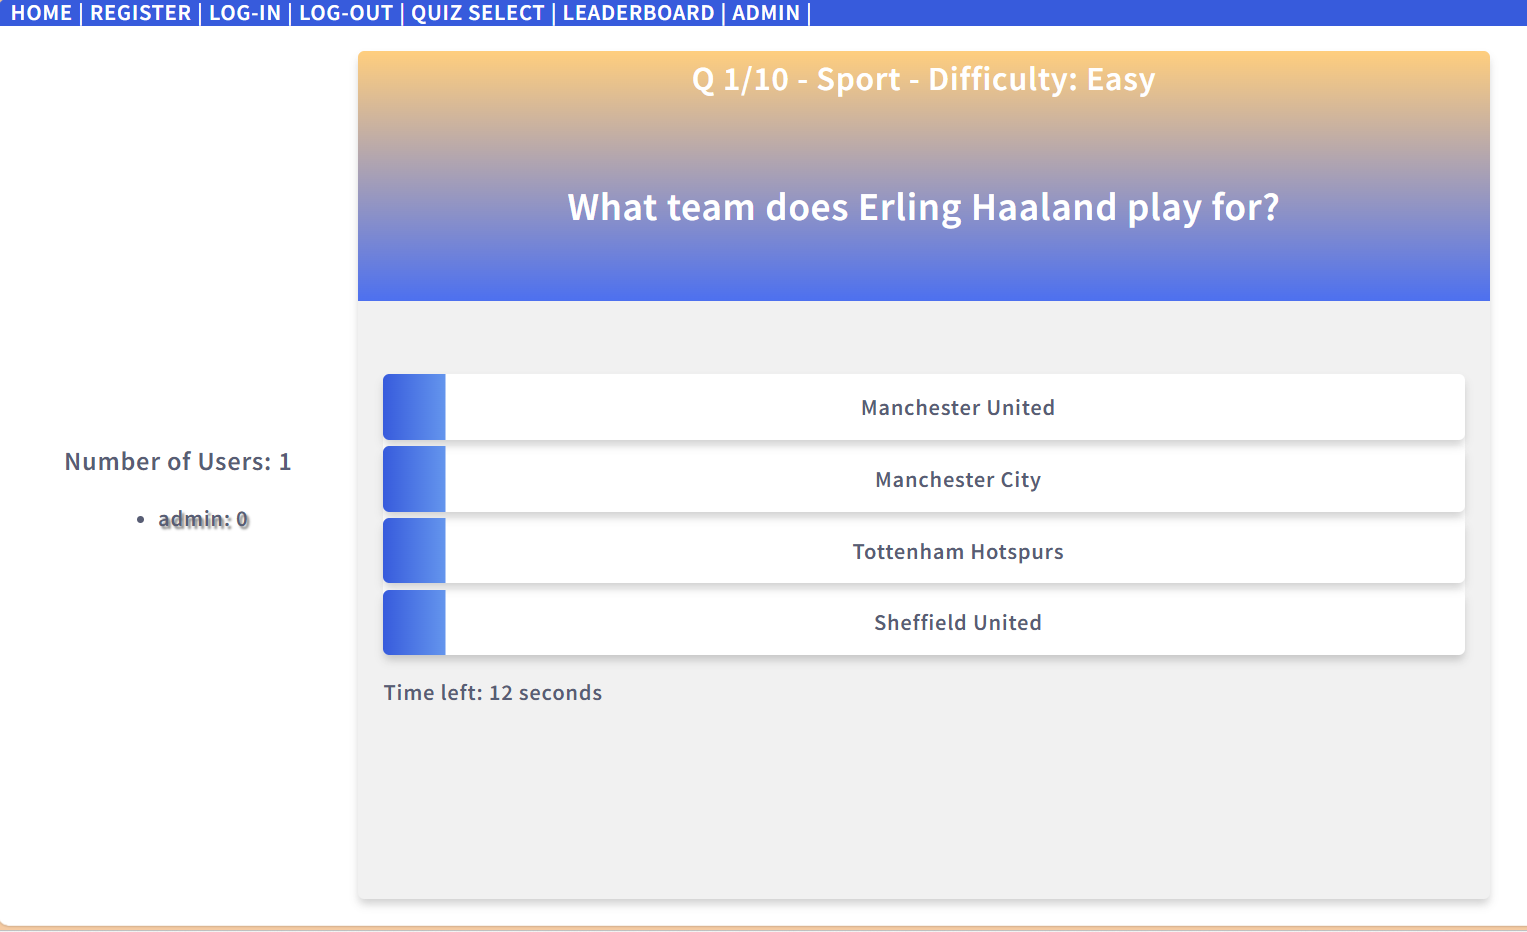 HOME | REGISTER | LOG-IN | LOG-OUT | QUIZ SELECT | LEADERBOARD | ADMIN |
Q 1/10 - Sport - Difficulty: Easy
What team does Erling Haaland play for?
Manchester United
Manchester City
Tottenham Hotspurs
Sheffield United
Time left: 12 seconds
Number of Users: 1
• admin: 0